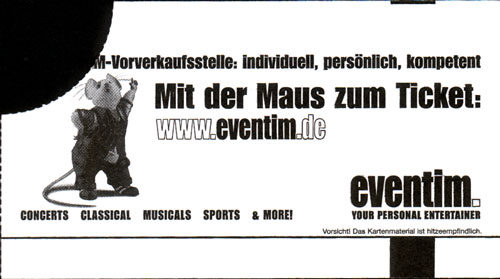 M-Vorverkaufsstelle: individuell, persönlich, kompetent
Mit der Maus zum Ticket:
www.eventim.de
eventim.
YOUR PERSONAL ENTERTAINER
CONCERTS CLASSICAL MUSICALS SPORTS & MORE!
Vorsicht! Das Kartenmaterial ist hitzeempfindlich.